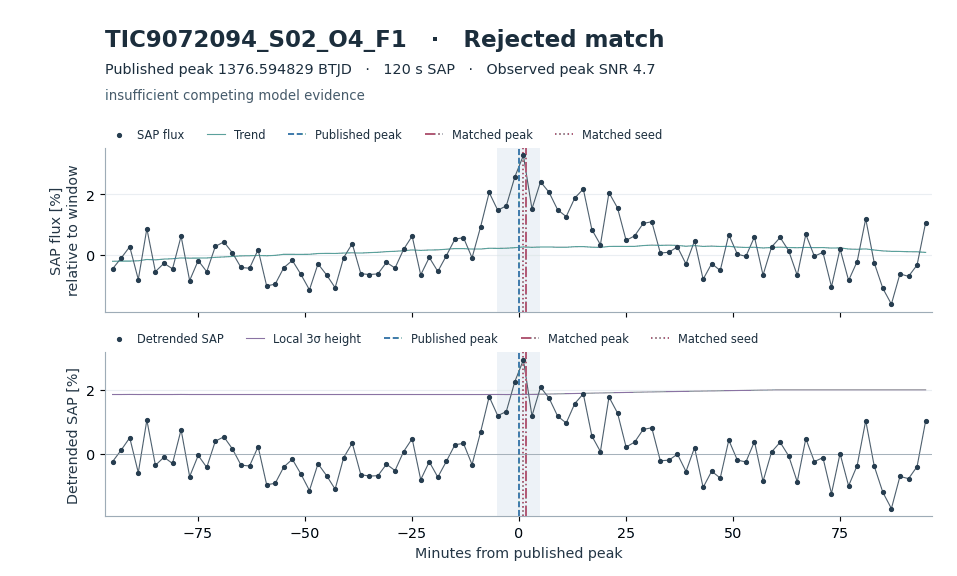 TIC9072094_S02_O4_F1 · Rejected match
Published peak 1376.594829 BTJD · 120 s SAP · Observed peak SNR 4.7
insufficient competing model evidence
SAP flux Trend Published peak Matched peak Matched seed
SAP flux [%]
relative to window
2
0
Detrended SAP Local 3σ height Published peak Matched peak Matched seed
Detrended SAP [%]
2
0
−75 −50 −25 0 25 50 75
Minutes from published peak